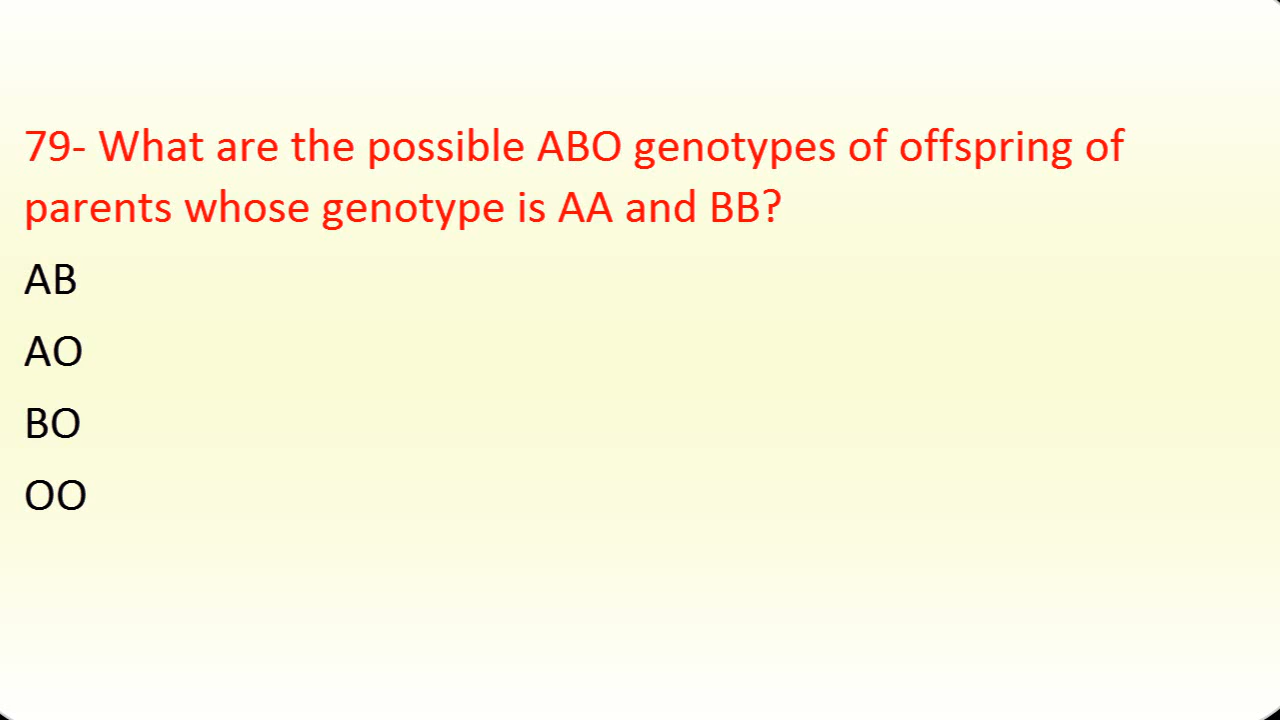 79- What are the possible ABO genotypes of offspring of
parents whose genotype is AA and BB?
AB
AO
BO
OO